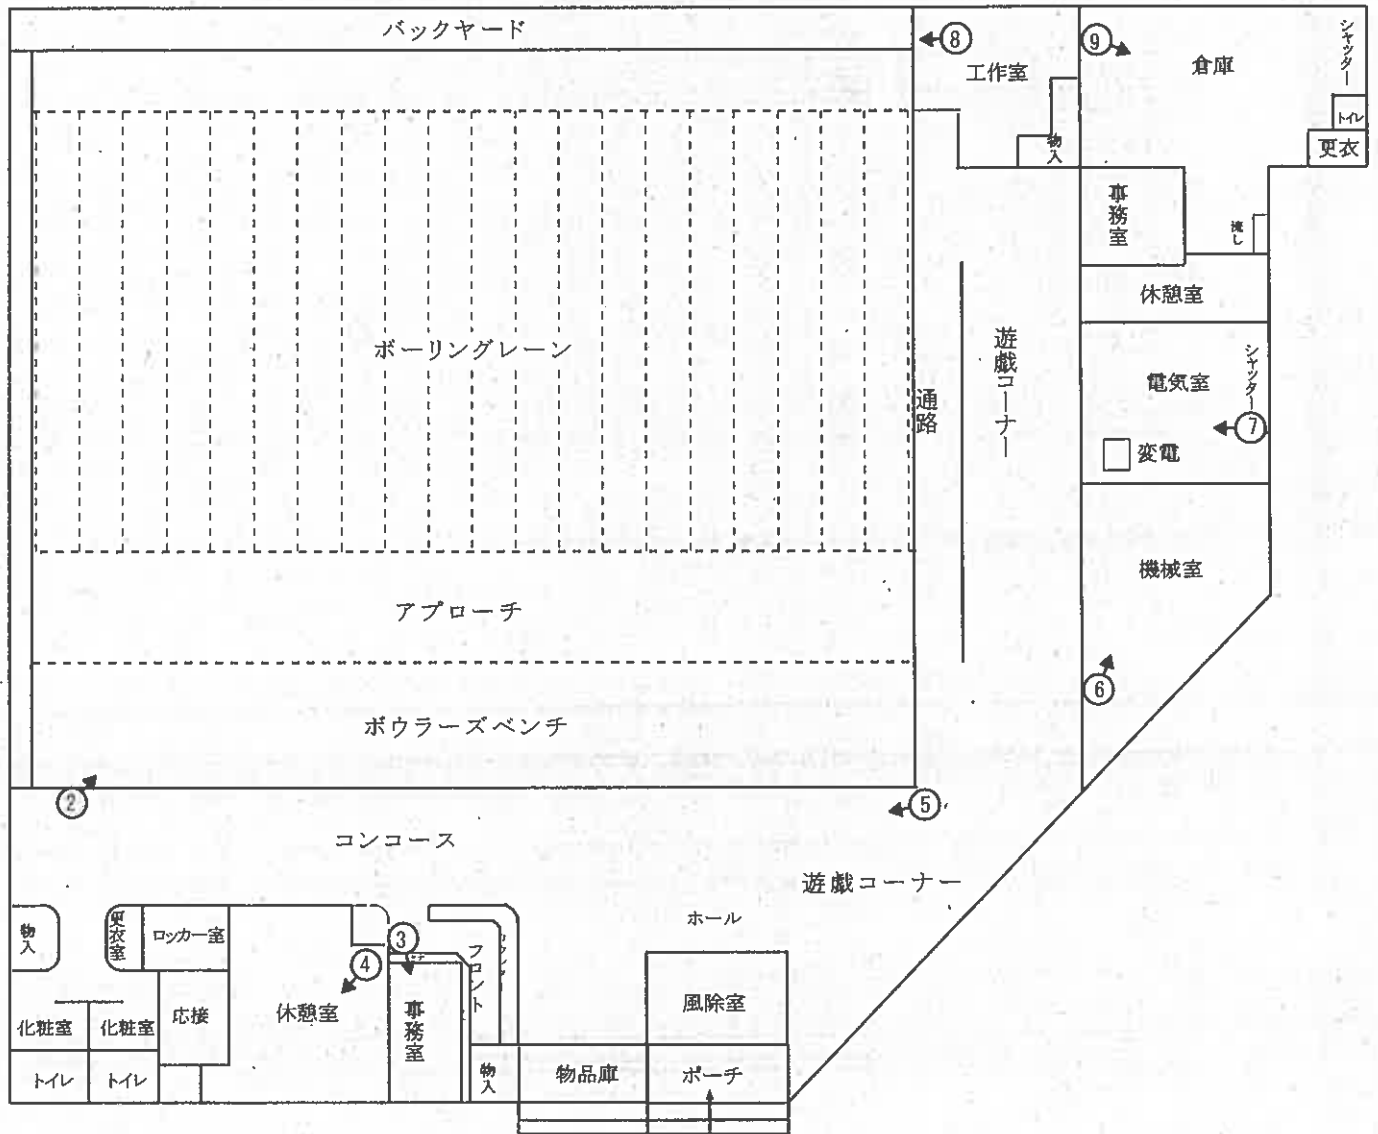 バックヤード
⑧
⑨
工作室
倉庫
シャッター
トイレ
更衣
物入
事務室
流し
休憩室
ボーリングレーン
通路
遊戯コーナー
電気室
シャッター
⑦
変電
機械室
アプローチ
⑥
ボウラーズベンチ
②
⑤
コンコース
遊戯コーナー
ホール
物入
更衣室
ロッカー室
③
④
フロント
カウンター
化粧室
化粧室
応接
休憩室
事務室
風除室
トイレ
トイレ
物入
物品庫
ポーチ